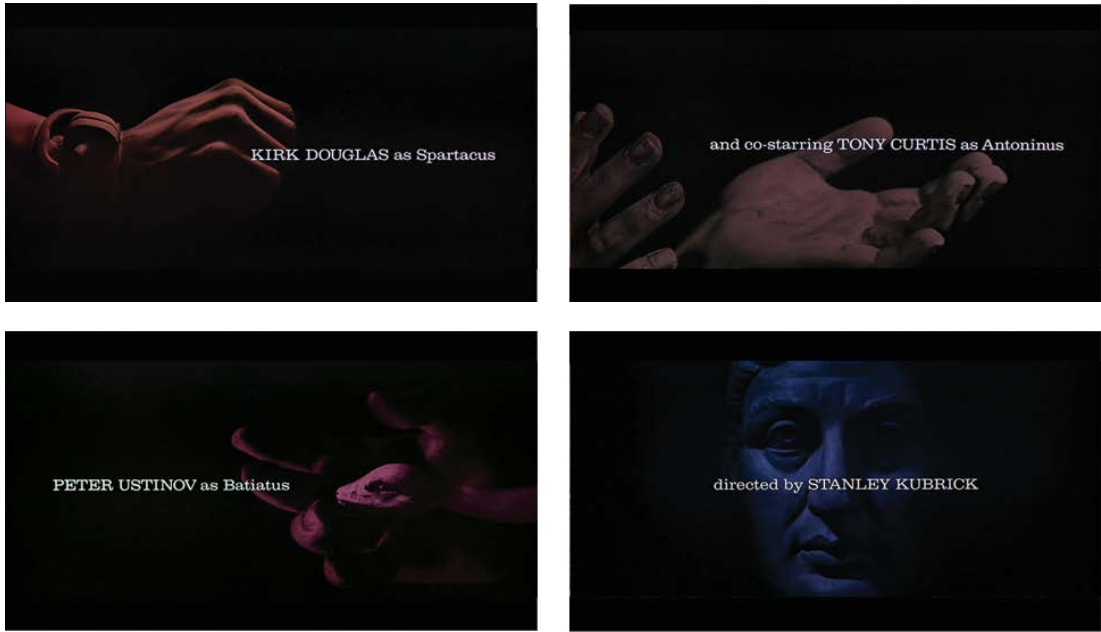 KIRK DOUGLAS as Spartacus
and co-starring TONY CURTIS as Antoninus
PETER USTINOV as Batiatus
directed by STANLEY KUBRICK